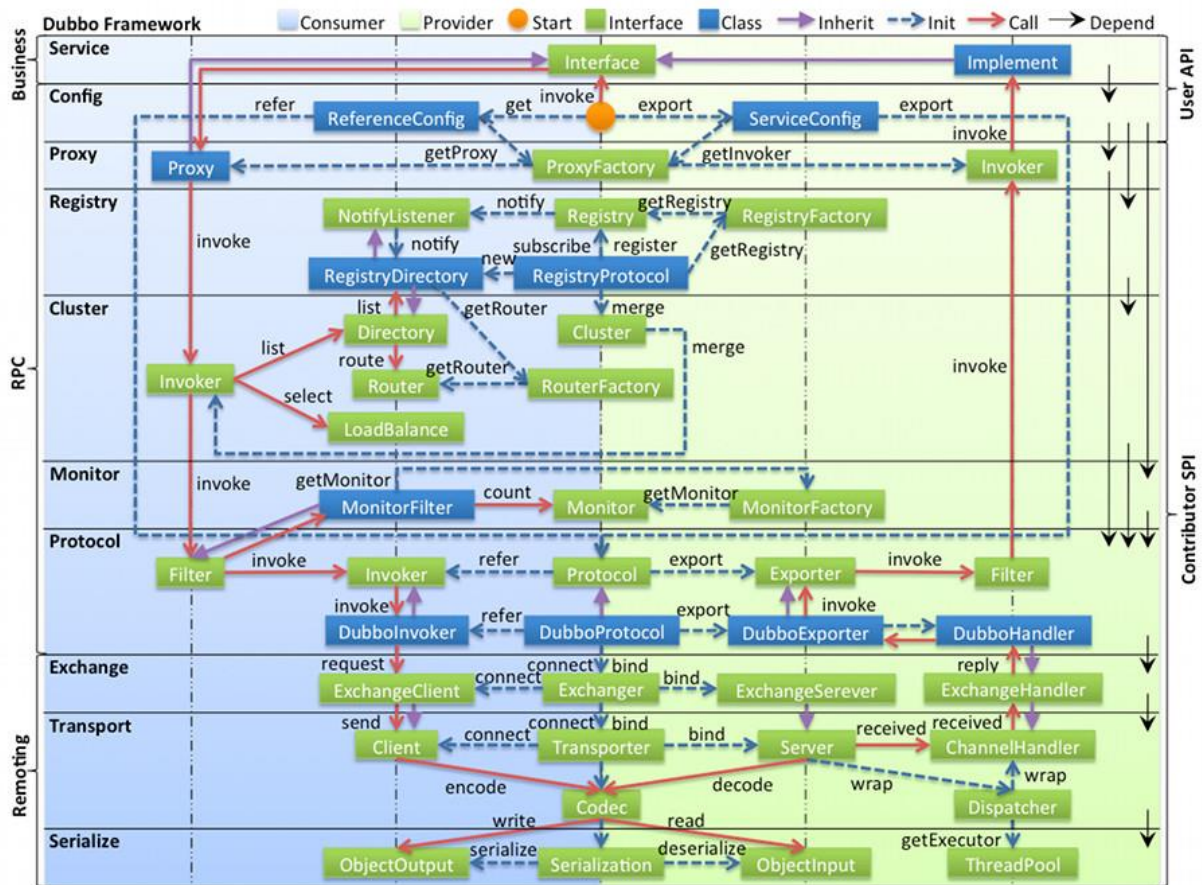 Dubbo Framework Consumer Provider Start Interface Class Inherit Init Call Depend
Business
Service
Interface
Implement
User API
Config
refer
ReferenceConfig
get
invoke
export
ServiceConfig
export
invoke
Proxy
Proxy
getProxy
ProxyFactory
getInvoker
Invoker
Registry
NotifyListener
notify
Registry
getRegistry
RegistryFactory
invoke
notify
subscribe
register
getRegistry
RegistryDirectory
new
RegistryProtocol
RPC
Cluster
list
getRouter
merge
Directory
Cluster
list
merge
route
getRouter
invoke
Invoker
Router
RouterFactory
select
LoadBalance
Monitor
invoke
getMonitor
MonitorFilter
count
Monitor
getMonitor
MonitorFactory
Contributor SPI
Protocol
Filter
invoke
Invoker
refer
Protocol
export
Exporter
invoke
Filter
invoke
refer
export
invoke
DubboInvoker
DubboProtocol
DubboExporter
DubboHandler
Remoting
Exchange
request
connect
bind
reply
ExchangeClient
connect
Exchanger
bind
ExchangeSerever
ExchangeHandler
Transport
send
connect
bind
received
Client
connect
Transporter
bind
Server
received
ChannelHandler
encode
decode
wrap
wrap
Codec
Dispatcher
Serialize
write
read
getExecutor
ObjectOutput
serialize
Serialization
deserialize
ObjectInput
ThreadPool